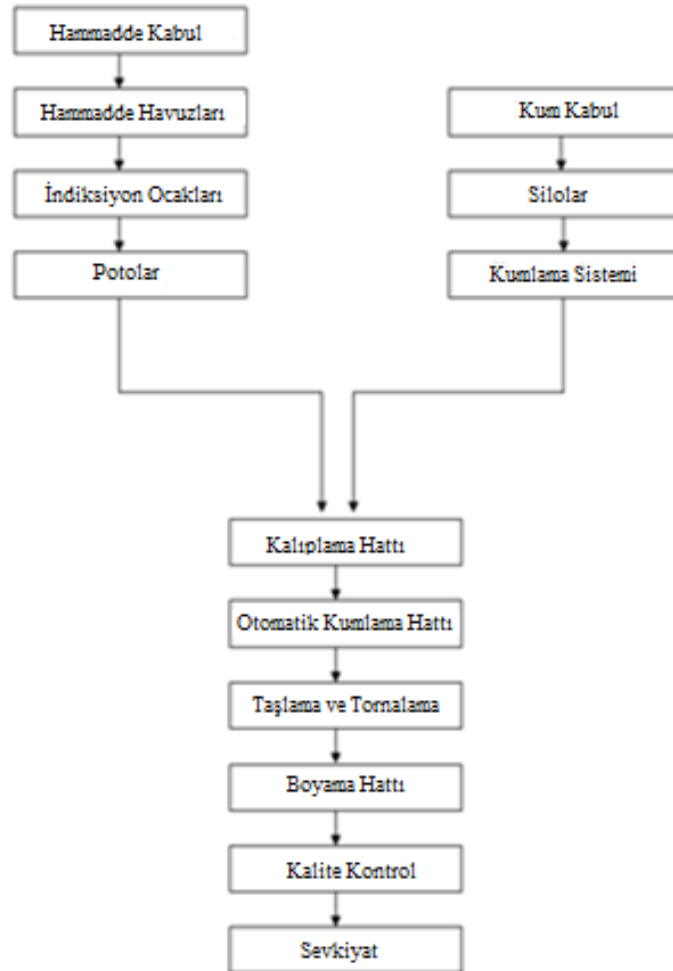 Hammadde Kabul
Hammadde Havuzları
İndiksiyon Ocakları
Potolar
Kum Kabul
Silolar
Kumlama Sistemi
Kalıplama Hattı
Otomatik Kumlama Hattı
Taşlama ve Tornalama
Boyama Hattı
Kalite Kontrol
Sevkiyat